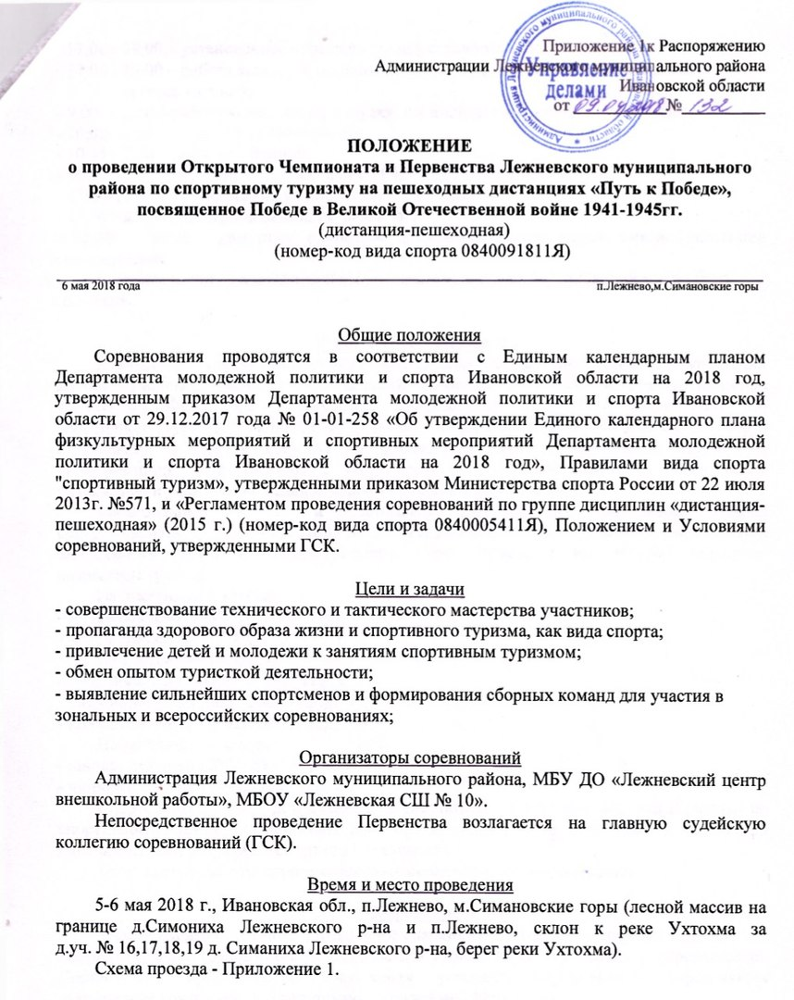 Приложение 1к Распоряжению
Администрации Лежневского муниципального района
Ивановской области
от 09.04.2018 № 132
Управление
делами
ПОЛОЖЕНИЕ
о проведении Открытого Чемпионата и Первенства Лежневского муниципального
района по спортивному туризму на пешеходных дистанциях «Путь к Победе»,
посвященное Победе в Великой Отечественной войне 1941-1945гг.
(дистанция-пешеходная)
(номер-код вида спорта 0840091811Я)
6 мая 2018 года п.Лежнево,м.Симановские горы
Общие положения
Соревнования проводятся в соответствии с Единым календарным планом
Департамента молодежной политики и спорта Ивановской области на 2018 год,
утвержденным приказом Департамента молодежной политики и спорта Ивановской
области от 29.12.2017 года № 01-01-258 «Об утверждении Единого календарного плана
физкультурных мероприятий и спортивных мероприятий Департамента молодежной
политики и спорта Ивановской области на 2018 год», Правилами вида спорта
"спортивный туризм», утвержденными приказом Министерства спорта России от 22 июля
2013г. №571, и «Регламентом проведения соревнований по группе дисциплин «дистанция-
пешеходная» (2015 г.) (номер-код вида спорта 0840005411Я), Положением и Условиями
соревнований, утвержденными ГСК.
Цели и задачи
- совершенствование технического и тактического мастерства участников;
- пропаганда здорового образа жизни и спортивного туризма, как вида спорта;
- привлечение детей и молодежи к занятиям спортивным туризмом;
- обмен опытом туристкой деятельности;
- выявление сильнейших спортсменов и формирования сборных команд для участия в
зональных и всероссийских соревнованиях;
Организаторы соревнований
Администрация Лежневского муниципального района, МБУ ДО «Лежневский центр
внешкольной работы», МБОУ «Лежневская СШ № 10».
Непосредственное проведение Первенства возлагается на главную судейскую
коллегию соревнований (ГСК).
Время и место проведения
5-6 мая 2018 г., Ивановская обл., п.Лежнево, м.Симановские горы (лесной массив на
границе д.Симониха Лежневского р-на и п.Лежнево, склон к реке Ухтохма за
д.уч. № 16,17,18,19 д. Симаниха Лежневского р-на, берег реки Ухтохма).
Схема проезда - Приложение 1.